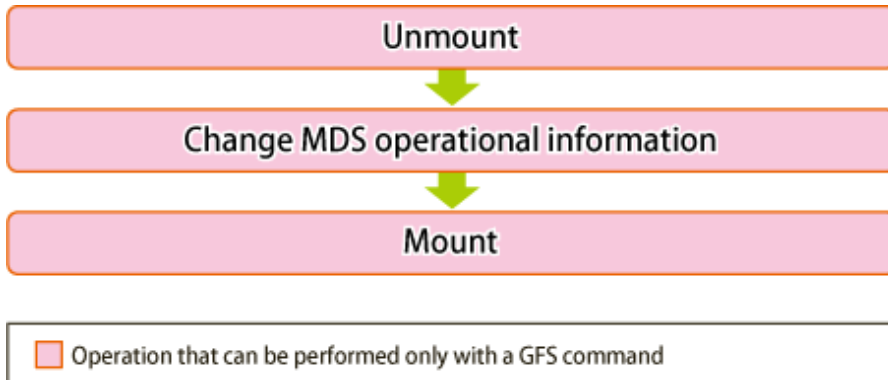 Unmount
Change MDS operational information
Mount
Operation that can be performed only with a GFS command